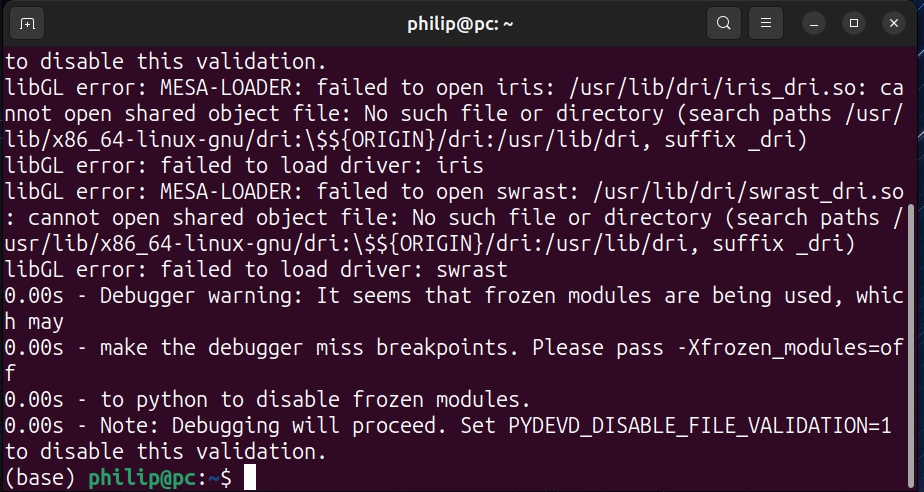 philip@pc: ~
to disable this validation.
libGL error: MESA-LOADER: failed to open iris: /usr/lib/dri/iris_dri.so: ca
nnot open shared object file: No such file or directory (search paths /usr/
lib/x86_64-linux-gnu/dri:\$${ORIGIN}/dri:/usr/lib/dri, suffix _dri)
libGL error: failed to load driver: iris
libGL error: MESA-LOADER: failed to open swrast: /usr/lib/dri/swrast_dri.so
: cannot open shared object file: No such file or directory (search paths /
usr/lib/x86_64-linux-gnu/dri:\$${ORIGIN}/dri:/usr/lib/dri, suffix _dri)
libGL error: failed to load driver: swrast
0.00s - Debugger warning: It seems that frozen modules are being used, whic
h may
0.00s - make the debugger miss breakpoints. Please pass -Xfrozen_modules=of
f
0.00s - to python to disable frozen modules.
0.00s - Note: Debugging will proceed. Set PYDEVD_DISABLE_FILE_VALIDATION=1
to disable this validation.
(base) philip@pc:~$